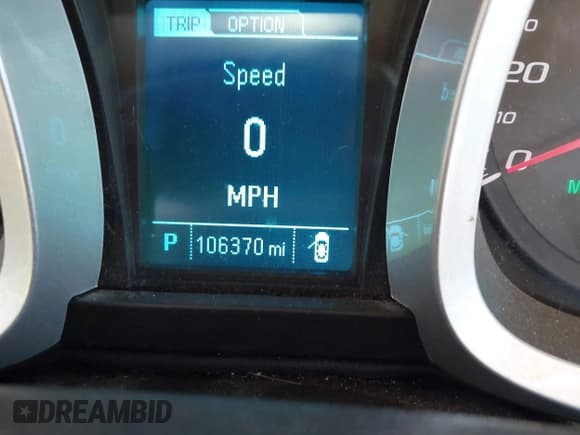 TRIP OPTION
Speed
0
MPH
P 106370 mi
20
10
0
M
DREAMBID